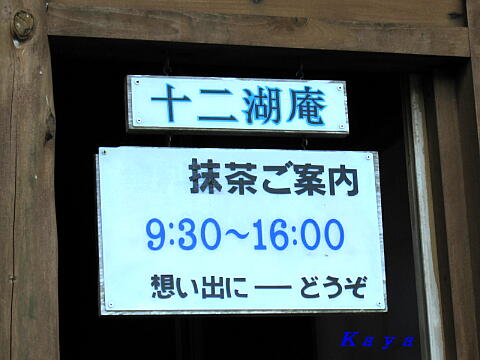 十二湖庵
抹茶ご案内
9:30～16:00
想い出に ── どうぞ
Kaya